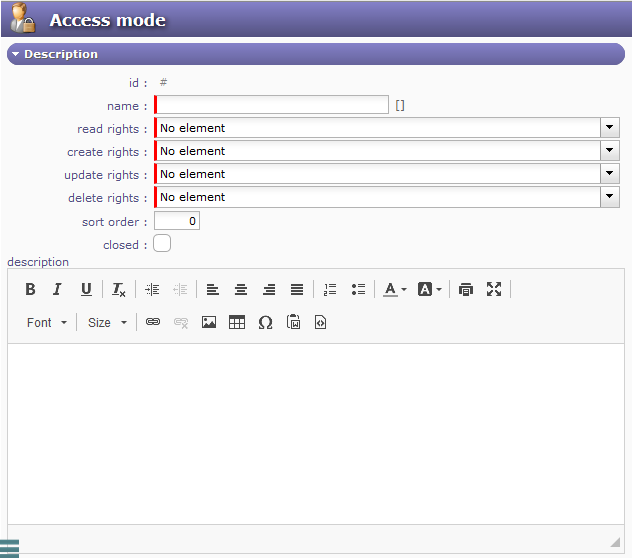 Access mode
Description
id : #
name : []
read rights : No element
create rights : No element
update rights : No element
delete rights : No element
sort order : 0
closed :
description
B I U Tx A A
Font Size Ω